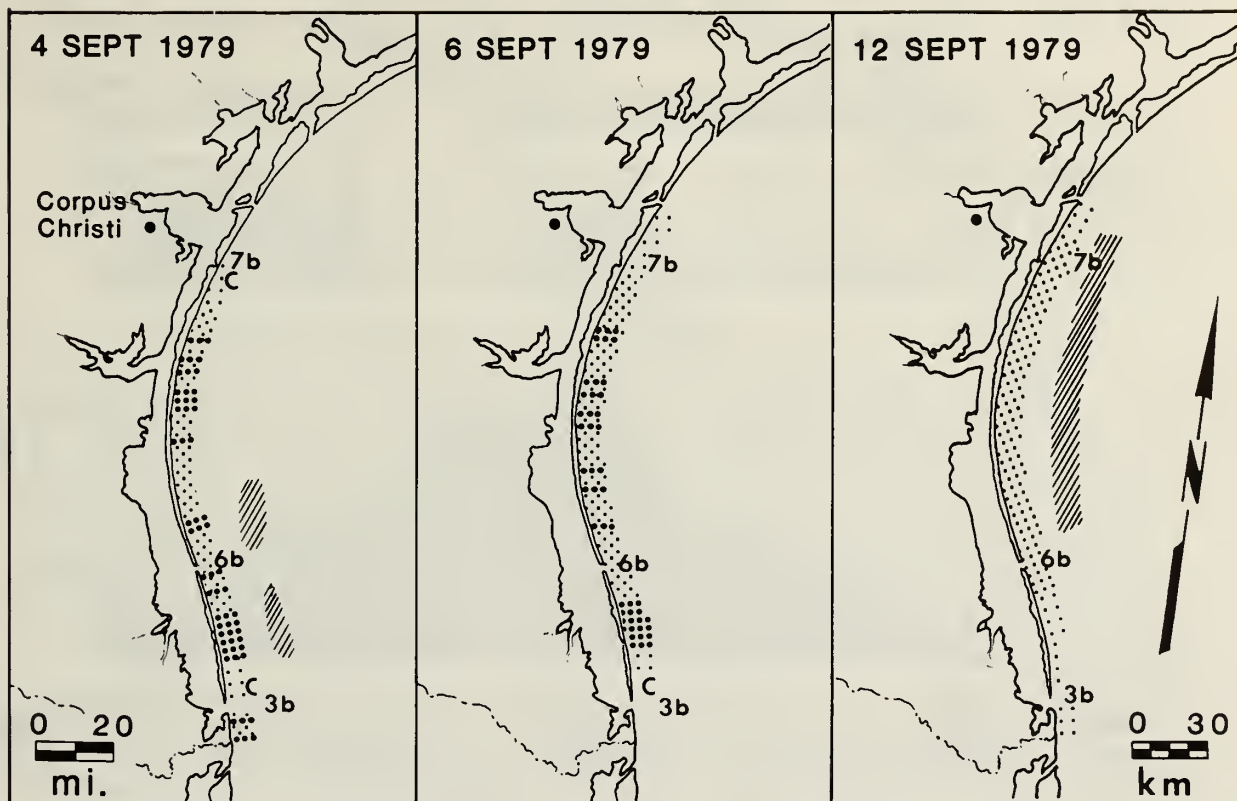 4 SEPT 1979
Corpus
Christi
7b
C
6b
C
3b
0 20
mi.
6 SEPT 1979
7b
6b
C
3b
12 SEPT 1979
7b
6b
3b
N
0 30
km